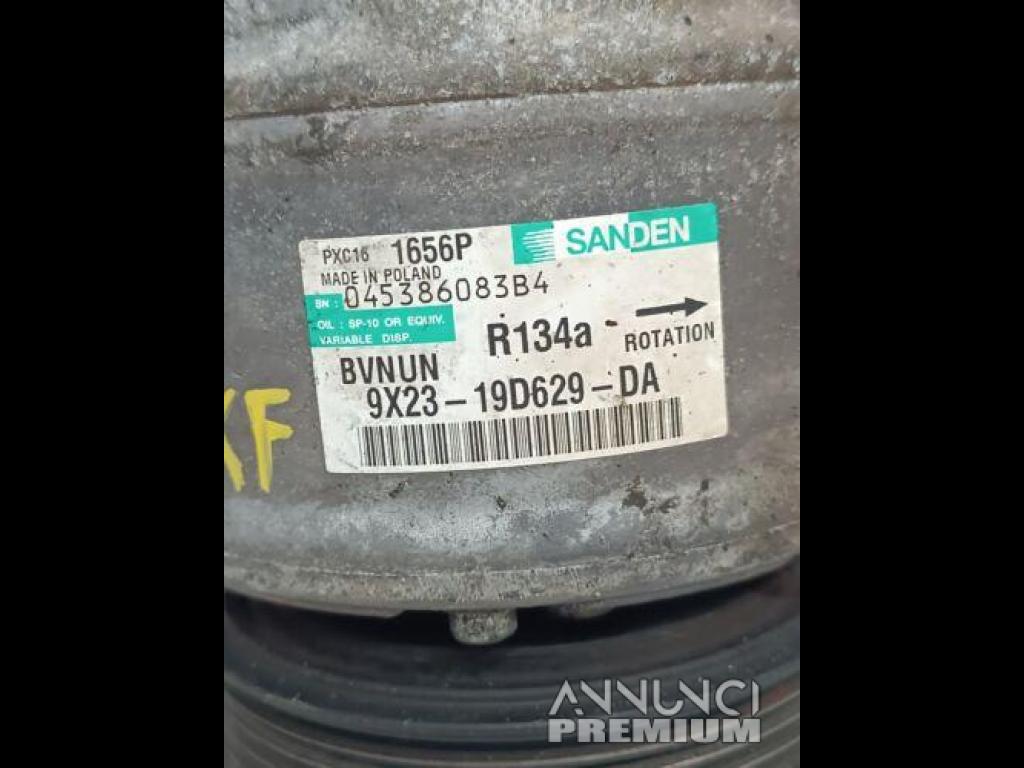 PXC16 1656P SANDEN
MADE IN POLAND
BN : 045386083B4
OIL : SP-10 OR EQUIV.
VARIABLE DISP.
R134a ROTATION
BVNUN
9X23-19D629-DA
XF
ANNUNCI
PREMIUM